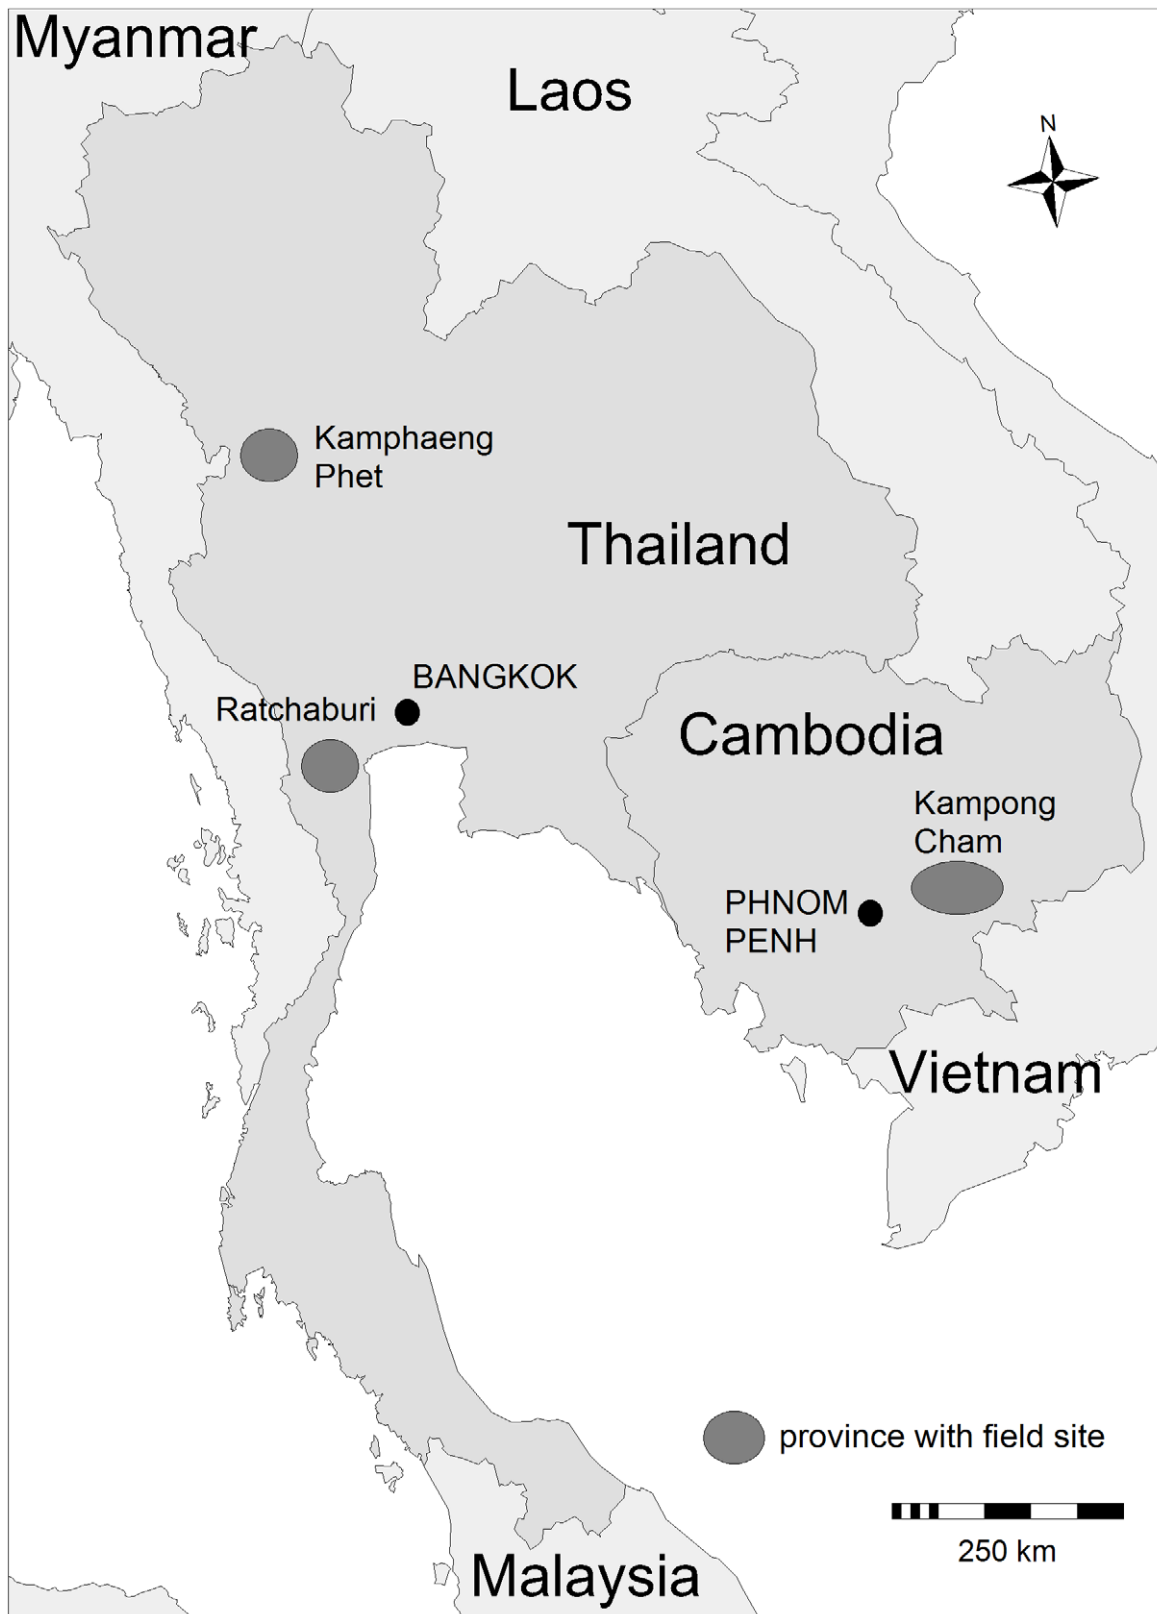 Myanmar
Laos
N
Kamphaeng
Phet
Thailand
BANGKOK
Ratchaburi
Cambodia
Kampong
Cham
PHNOM
PENH
Vietnam
province with field site
250 km
Malaysia